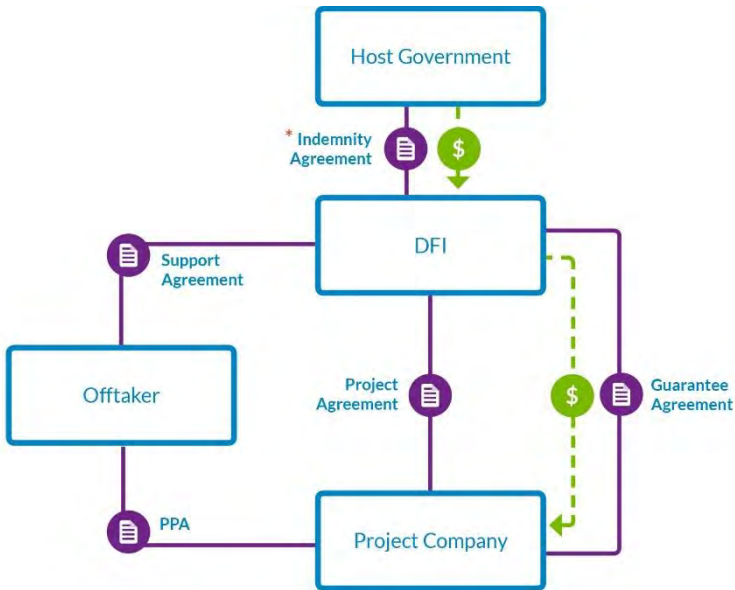 Host Government
* Indemnity
Agreement
$
DFI
Support
Agreement
Offtaker
Project
Agreement
$
Guarantee
Agreement
PPA
Project Company